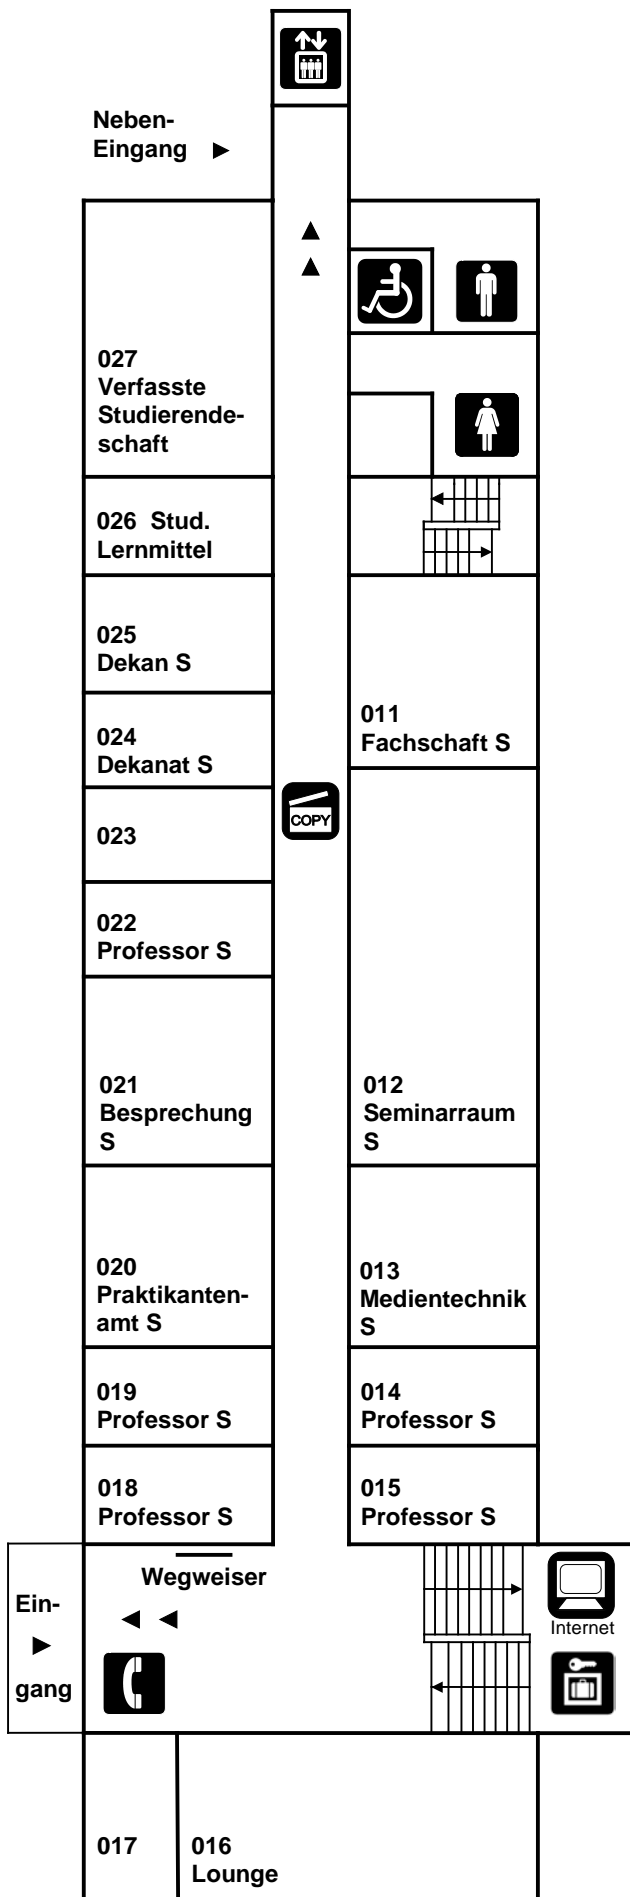 Neben-
Eingang ►
027
Verfasste
Studierende-
schaft
026 Stud.
Lernmittel
025
Dekan S
011
Fachschaft S
024
Dekanat S
COPY
023
022
Professor S
021
Besprechung
S
012
Seminarraum
S
020
Praktikanten-
amt S
013
Medientechnik
S
019
Professor S
014
Professor S
018
Professor S
015
Professor S
Wegweiser
Ein-
►
gang
Internet
017
016
Lounge